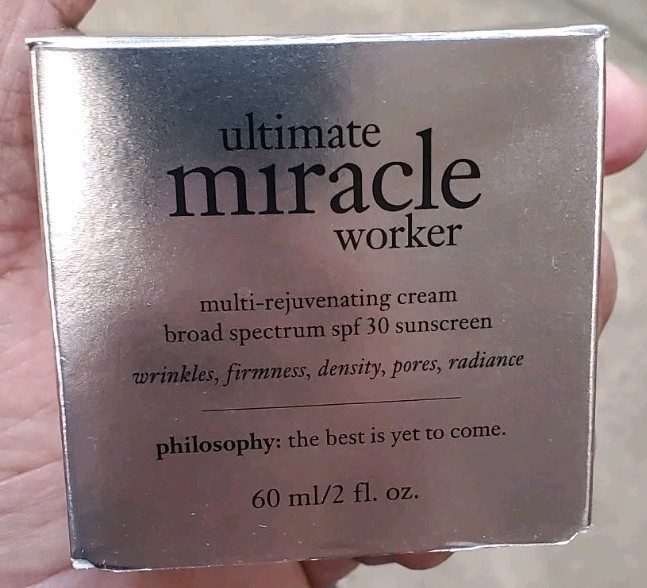 ultimate
miracle
worker
multi-rejuvenating cream
broad spectrum spf 30 sunscreen
wrinkles, firmness, density, pores, radiance
philosophy: the best is yet to come.
60 ml/2 fl. oz.